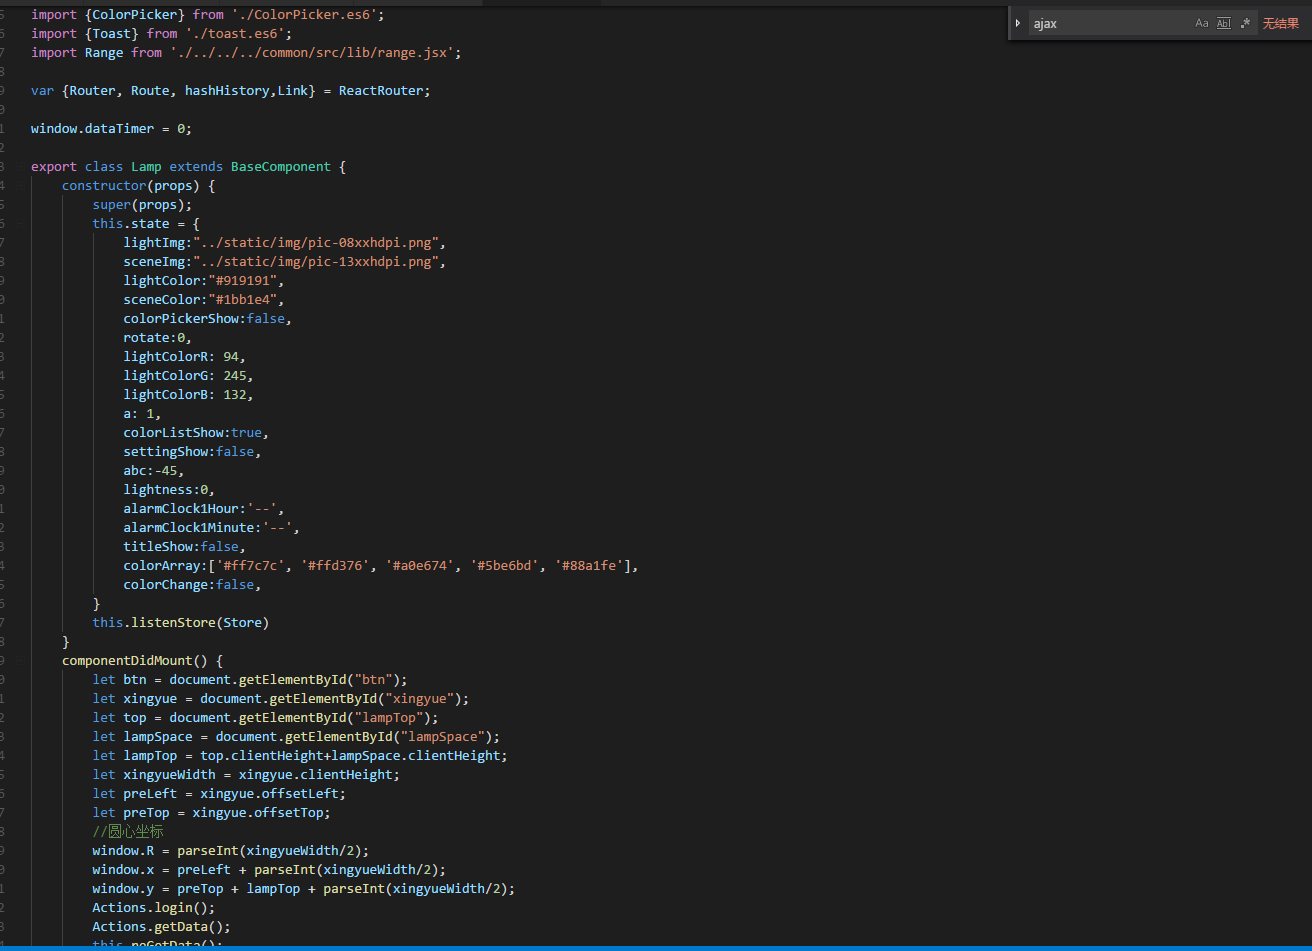 import {ColorPicker} from './ColorPicker.es6';
import {Toast} from './toast.es6';
import Range from './../../../common/src/lib/range.jsx';
ajax
Aa
Abl
.*
无结果
var {Router, Route, hashHistory,Link} = ReactRouter;
window.dataTimer = 0;
export class Lamp extends BaseComponent {
constructor(props) {
super(props);
this.state = {
lightImg:"../static/img/pic-08xxhdpi.png",
sceneImg:"../static/img/pic-13xxhdpi.png",
lightColor:"#919191",
sceneColor:"#1bb1e4",
colorPickerShow:false,
rotate:0,
lightColorR: 94,
lightColorG: 245,
lightColorB: 132,
a: 1,
colorListShow:true,
settingShow:false,
abc:-45,
lightness:0,
alarmClock1Hour:'--',
alarmClock1Minute:'--',
titleShow:false,
colorArray:['#ff7c7c', '#ffd376', '#a0e674', '#5be6bd', '#88a1fe'],
colorChange:false,
}
this.listenStore(Store)
}
componentDidMount() {
let btn = document.getElementById("btn");
let xingyue = document.getElementById("xingyue");
let top = document.getElementById("lampTop");
let lampSpace = document.getElementById("lampSpace");
let lampTop = top.clientHeight+lampSpace.clientHeight;
let xingyueWidth = xingyue.clientHeight;
let preLeft = xingyue.offsetLeft;
let preTop = xingyue.offsetTop;
//圆心坐标
window.R = parseInt(xingyueWidth/2);
window.x = preLeft + parseInt(xingyueWidth/2);
window.y = preTop + lampTop + parseInt(xingyueWidth/2);
Actions.login();
Actions.getData();